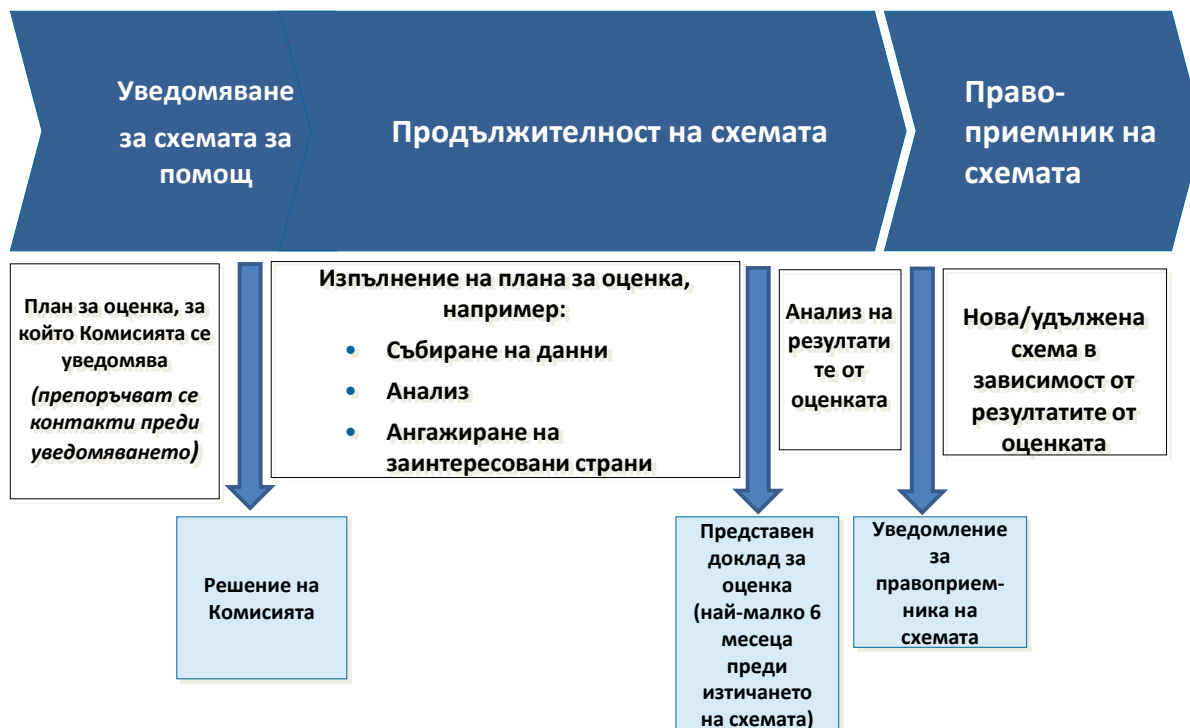 Уведомяване
за схемата за
помощ
Продължителност на схемата
Право-
приемник на
схемата
План за оценка, за
който Комисията се
уведомява
(препоръчват се
контакти преди
уведомяването)
Изпълнение на плана за оценка,
например:
• Събиране на данни
• Анализ
• Ангажиране на
заинтересовани страни
Анализ на
резултати
те от
оценката
Нова/удължена
схема в
зависимост от
резултатите от
оценката
Решение на
Комисията
Представен
доклад за
оценка
(най-малко 6
месеца
преди
изтичането
на схемата)
Уведомление
за
правоприем-
ника на
схемата